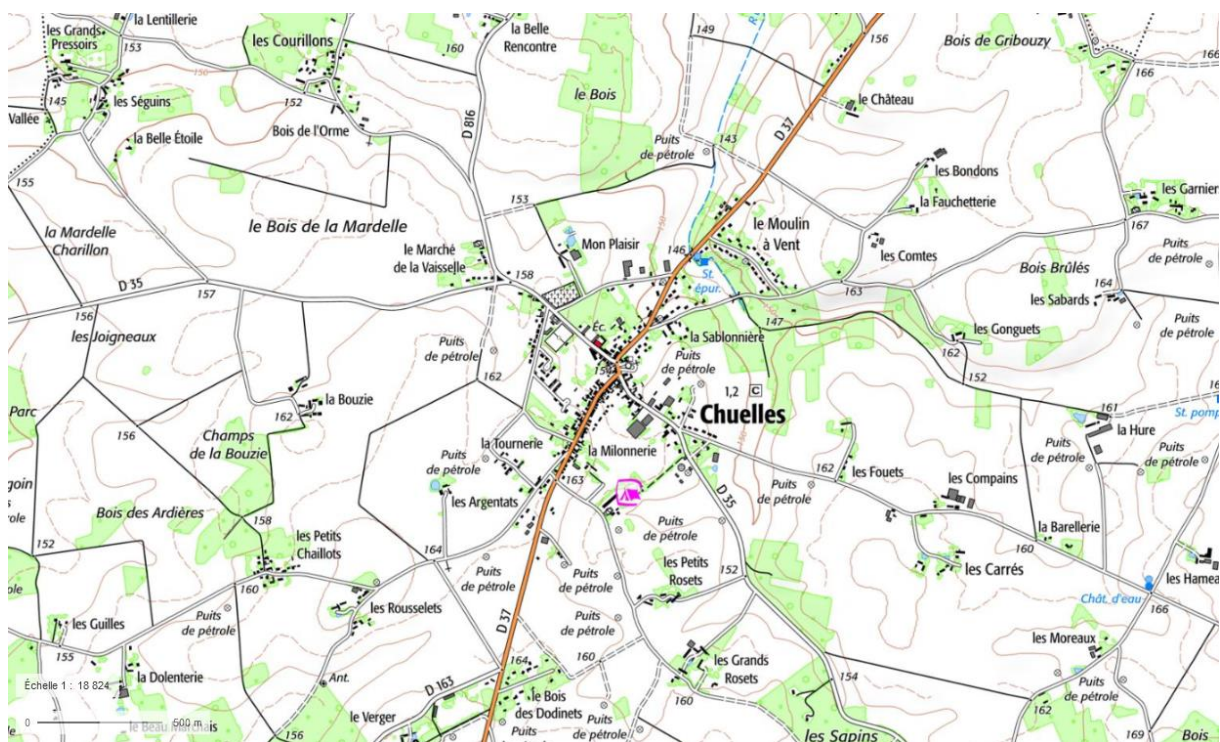 la Lentillerie
les Grands
Pressoirs
153
les Courillons
160
la Belle
Rencontre
149
156
Bois de Gribouzy
166
166
150
le Bois
le Château
145
Vallée
les Séguins
152
Bois de l'Orme
D 816
D 37
143
Puits
de pétrole
la Belle Étoile
les Bondons
155
la Fauchetterie
les Garnier
153
la Mardelle
Charillon
le Bois de la Mardelle
le Marché
de la Vaisselle
Mon Plaisir
150
146
le Moulin
à Vent
les Comtes
167
Puits
de pétrole
St.
épur.
Bois Brûlés
D 35
157
158
163
164
les Sabards
156
les Joigneaux
Éc.
147
la Sablonnière
les Gonguets
Puits
de pétrole
Puits
de pétrole
162
Puits
de pétrole
162
152
1,2 C
Parc
la Bouzie
162
Chuelles
161
St. pomp
156
Champs
de la Bouzie
la Hure
la Tournerie
la Milonnerie
Puits
de pétrole
Puits
de pétrole
Puits
de pétrole
162
les Fouets
163
D 35
Puits
de pétrole
les Compains
les Argentats
Bois des Ardières
158
Puits
de pétrole
la Barellerie
152
les Petits
Chaillots
164
160
Puits
de pétrole
Puits
de pétrole
les Petits
Rosets
152
les Carrés
les Hamea
160
les Rousselets
Chât. d'eau
166
Puits
de pétrole
Puits
de pétrole
les Guilles
D 37
155
160
les Moreaux
Ant.
164
les Grands
Rosets
Échelle 1 : 18 824
la Dolenterie
D 163
le Bois
des Dodinets
160
154
162
0 500 m
le Verger
le Beau Marchais
156
les Sapins
169
Bois